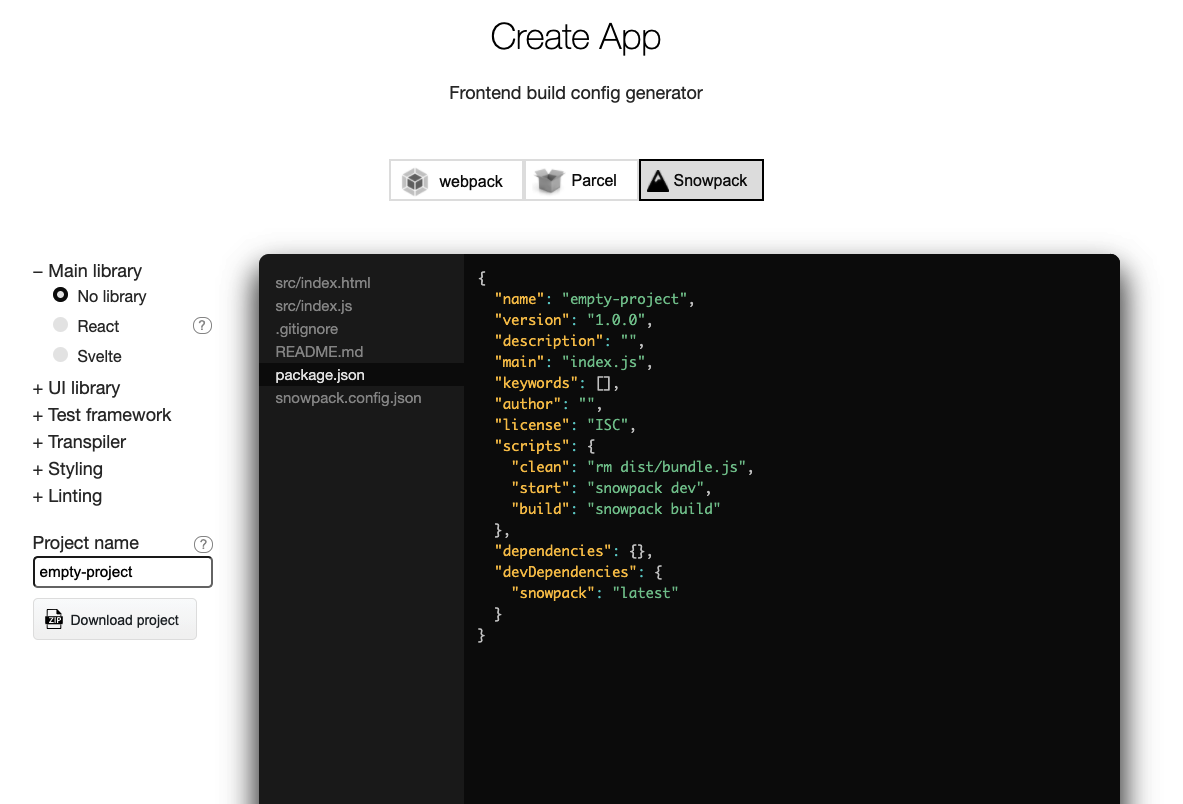 Create App
Frontend build config generator
webpack
Parcel
Snowpack
– Main library
No library
React
?
Svelte
+ UI library
+ Test framework
+ Transpiler
+ Styling
+ Linting
Project name
?
empty-project
ZIP
Download project
src/index.html
src/index.js
.gitignore
README.md
package.json
snowpack.config.json
{
"name": "empty-project",
"version": "1.0.0",
"description": "",
"main": "index.js",
"keywords": [],
"author": "",
"license": "ISC",
"scripts": {
"clean": "rm dist/bundle.js",
"start": "snowpack dev",
"build": "snowpack build"
},
"dependencies": {},
"devDependencies": {
"snowpack": "latest"
}
}